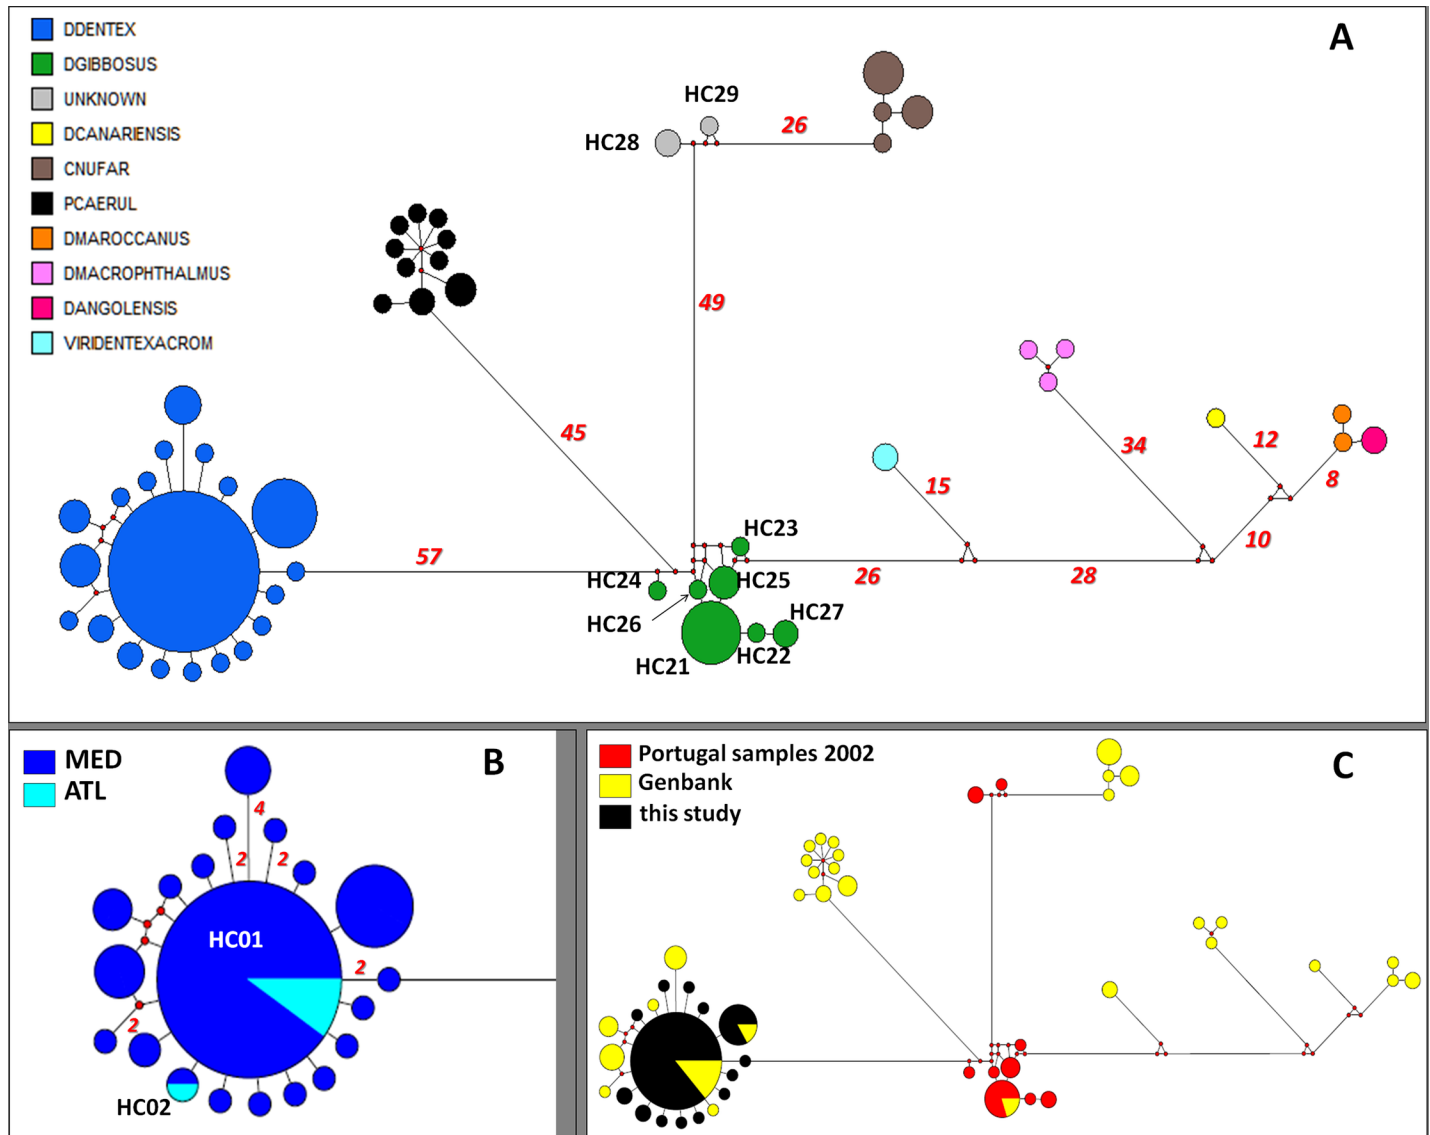 A
DDENTEX
DGIBBOSUS
UNKNOWN
DCANARIENSIS
CNUFAR
PCAERUL
DMAROCCANUS
DMACROPHTHALMUS
DANGOLENSIS
VIRIDENTEXACROM
HC29
HC28
26
49
45
57
34
12
8
15
10
26
28
HC23
HC24
HC25
HC26
HC27
HC22
HC21
B
MED
ATL
4
2
2
HC01
2
2
HC02
C
Portugal samples 2002
Genbank
this study